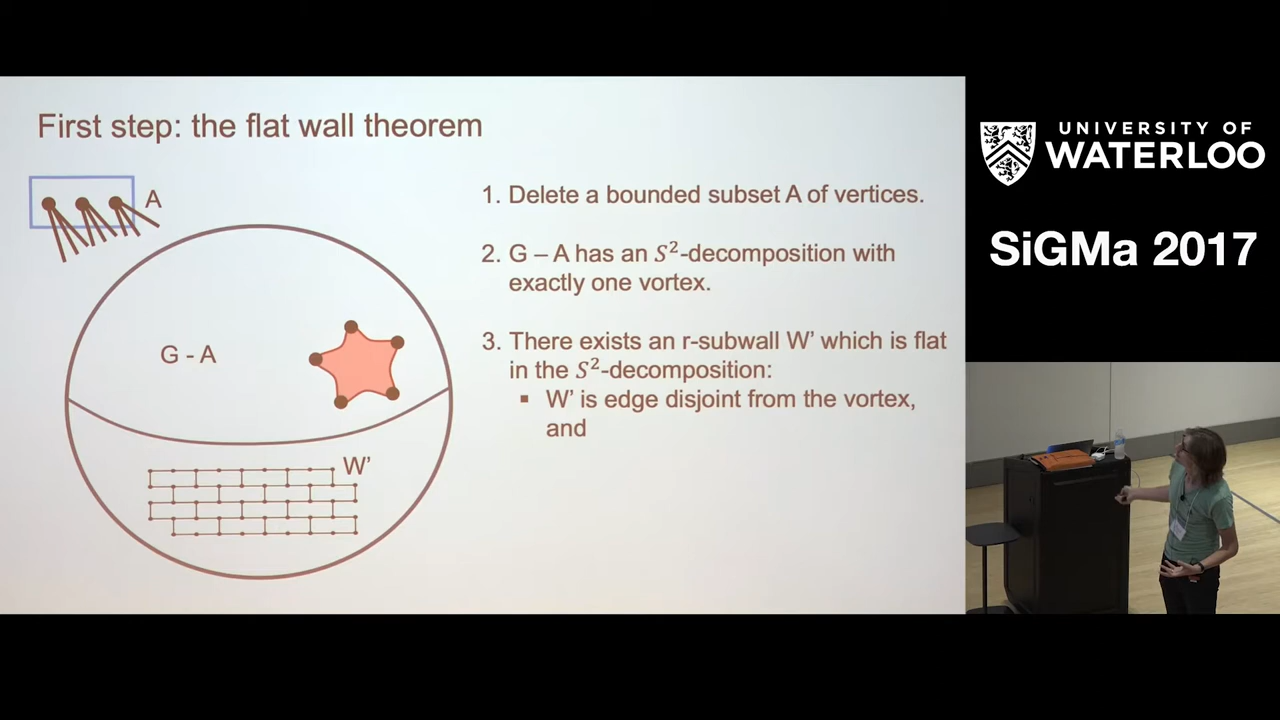 First step: the flat wall theorem
A
1. Delete a bounded subset A of vertices.
2. G – A has an S²-decomposition with
exactly one vortex.
3. There exists an r-subwall W’ which is flat
in the S²-decomposition:
▪ W’ is edge disjoint from the vortex,
and
G - A
W’
UNIVERSITY OF
WATERLOO
SiGMa 2017